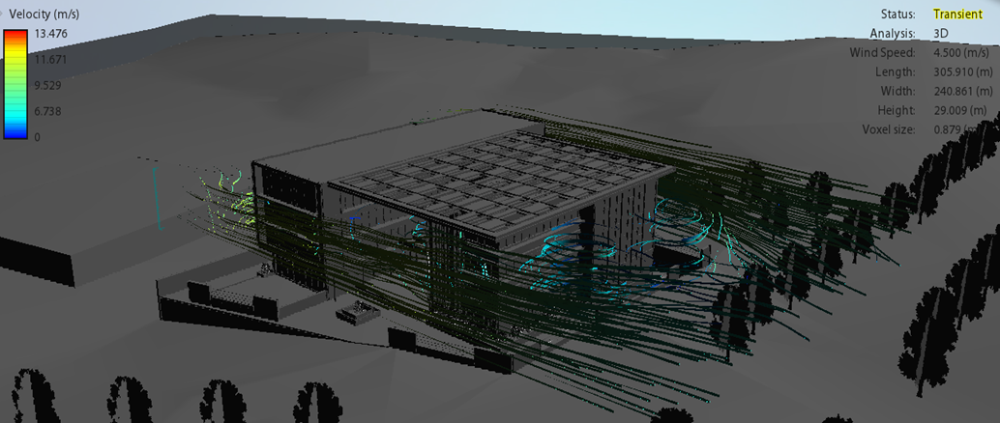 Velocity (m/s)
13.476
11.671
9.529
6.738
0
Status: Transient
Analysis: 3D
Wind Speed: 4.500 (m/s)
Length: 305.910 (m)
Width: 240.861 (m)
Height: 29.009 (m)
Voxel size: 0.879 (m)